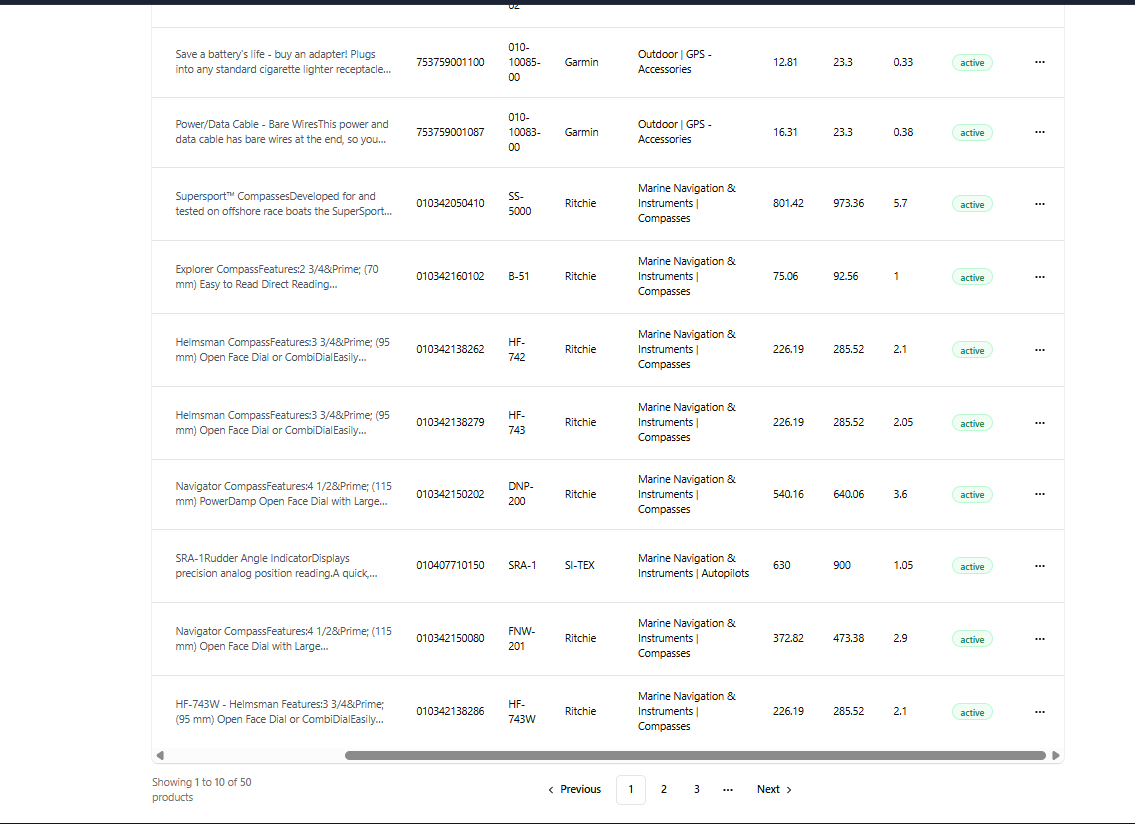 02
Save a battery's life - buy an adapter! Plugs
into any standard cigarette lighter receptacle...
753759001100
010-
10085-
00
Garmin
Outdoor | GPS -
Accessories
12.81
23.3
0.33
active
...
Power/Data Cable - Bare WiresThis power and
data cable has bare wires at the end, so you...
753759001087
010-
10083-
00
Garmin
Outdoor | GPS -
Accessories
16.31
23.3
0.38
active
...
Supersport™ CompassesDeveloped for and
tested on offshore race boats the SuperSport...
010342050410
SS-
5000
Ritchie
Marine Navigation &
Instruments |
Compasses
801.42
973.36
5.7
active
...
Explorer CompassFeatures:2 3/4&Prime; (70
mm) Easy to Read Direct Reading...
010342160102
B-51
Ritchie
Marine Navigation &
Instruments |
Compasses
75.06
92.56
1
active
...
Helmsman CompassFeatures:3 3/4&Prime; (95
mm) Open Face Dial or CombiDialEasily...
010342138262
HF-
742
Ritchie
Marine Navigation &
Instruments |
Compasses
226.19
285.52
2.1
active
...
Helmsman CompassFeatures:3 3/4&Prime; (95
mm) Open Face Dial or CombiDialEasily...
010342138279
HF-
743
Ritchie
Marine Navigation &
Instruments |
Compasses
226.19
285.52
2.05
active
...
Navigator CompassFeatures:4 1/2&Prime; (115
mm) PowerDamp Open Face Dial with Large...
010342150202
DNP-
200
Ritchie
Marine Navigation &
Instruments |
Compasses
540.16
640.06
3.6
active
...
SRA-1Rudder Angle IndicatorDisplays
precision analog position reading.A quick,...
010407710150
SRA-1
SI-TEX
Marine Navigation &
Instruments | Autopilots
630
900
1.05
active
...
Navigator CompassFeatures:4 1/2&Prime; (115
mm) Open Face Dial with Large...
010342150080
FNW-
201
Ritchie
Marine Navigation &
Instruments |
Compasses
372.82
473.38
2.9
active
...
HF-743W - Helmsman Features:3 3/4&Prime;
(95 mm) Open Face Dial or CombiDialEasily...
010342138286
HF-
743W
Ritchie
Marine Navigation &
Instruments |
Compasses
226.19
285.52
2.1
active
...
Showing 1 to 10 of 50
products
‹ Previous 1 2 3 ... Next ›